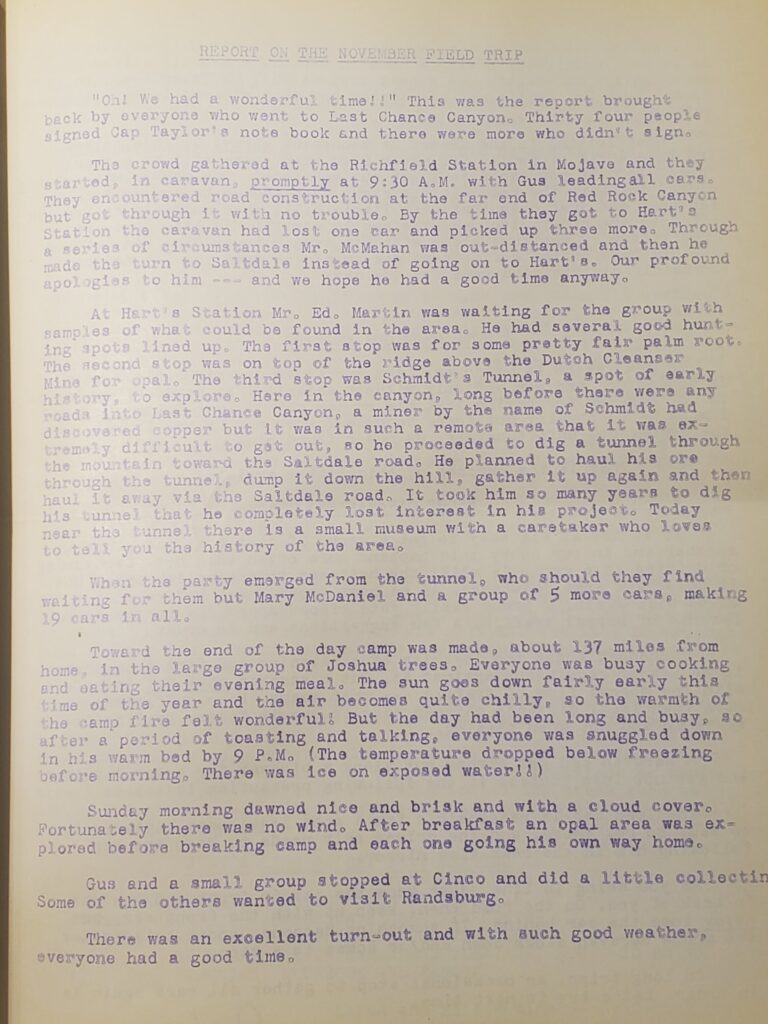 REPORT ON THE NOVEMBER FIELD TRIP
"Oh! We had a wonderful time!!" This was the report brought
back by everyone who went to Last Chance Canyon. Thirty four people
signed Cap Taylor's note book and there were more who didn't sign.
The crowd gathered at the Richfield Station in Mojave and they
started, in caravan, promptly at 9:30 A.M. with Gus leadingall cars.
They encountered road construction at the far end of Red Rock Canyon
but got through it with no trouble. By the time they got to Hart's
Station the caravan had lost one car and picked up three more. Through
a series of circumstances Mr. McMahan was out-distanced and then he
made the turn to Saltdale instead of going on to Hart's. Our profound
apologies to him --- and we hope he had a good time anyway.
At Hart's Station Mr. Ed. Martin was waiting for the group with
samples of what could be found in the area. He had several good hunt-
ing spots lined up. The first stop was for some pretty fair palm root.
The second stop was on top of the ridge above the Dutch Cleanser
Mine for opal. The third stop was Schmidt's Tunnel, a spot of early
history, to explore. Here in the canyon, long before there were any
roads into Last Chance Canyon, a miner by the name of Schmidt had
discovered copper but it was in such a remote area that it was ex-
tremely difficult to get out, so he proceeded to dig a tunnel through
the mountain toward the Saltdale road. He planned to haul his ore
through the tunnel, dump it down the hill, gather it up again and then
haul it away via the Saltdale road. It took him so many years to dig
his tunnel that he completely lost interest in his project. Today
near the tunnel there is a small museum with a caretaker who loves
to tell you the history of the area.
When the party emerged from the tunnel, who should they find
waiting for them but Mary McDaniel and a group of 5 more cars, making
19 cars in all.
Toward the end of the day camp was made, about 137 miles from
home, in the large group of Joshua trees. Everyone was busy cooking
and eating their evening meal. The sun goes down fairly early this
time of the year and the air becomes quite chilly, so the warmth of
the camp fire felt wonderful! But the day had been long and busy, so
after a period of toasting and talking, everyone was snuggled down
in his warm bed by 9 P.M. (The temperature dropped below freezing
before morning. There was ice on exposed water!!)
Sunday morning dawned nice and brisk and with a cloud cover.
Fortunately there was no wind. After breakfast an opal area was ex-
plored before breaking camp and each one going his own way home.
Gus and a small group stopped at Cinco and did a little collectin
Some of the others wanted to visit Randsburg.
There was an excellent turn-out and with such good weather,
everyone had a good time.